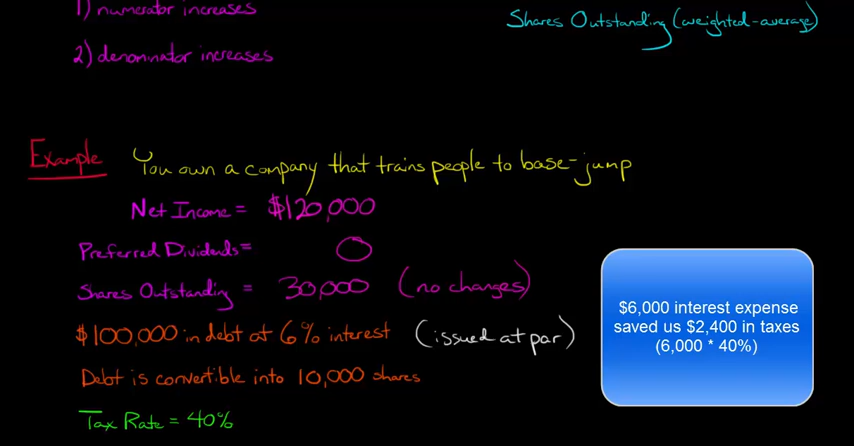 1) numerator increases
Shares Outstanding (weighted-average)
2) denominator increases
Example
You own a company that trains people to base-jump
Net Income = $120,000
Preferred Dividends = 0
Shares Outstanding = 30,000 (no changes)
$100,000 in debt at 6% interest (issued at par)
Debt is convertible into 10,000 shares
Tax Rate = 40%
$6,000 interest expense
saved us $2,400 in taxes
(6,000 * 40%)